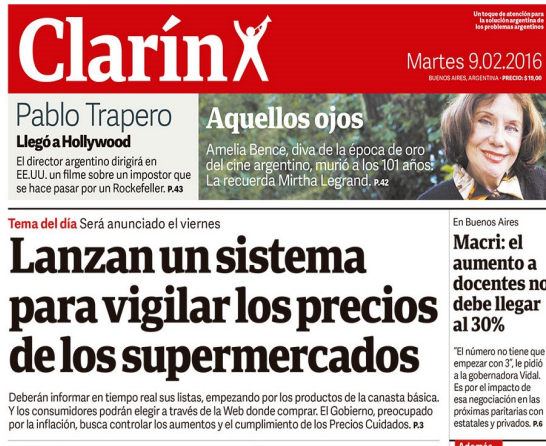 Clarín
Un toque de atención para
la solución argentina de
los problemas argentinos
Martes 9.02.2016
BUENOS AIRES, ARGENTINA - PRECIO: $19,00
Pablo Trapero
Llegó a Hollywood
El director argentino dirigirá en
EE.UU. un filme sobre un impostor que
se hace pasar por un Rockefeller. P.43
Aquellos ojos
Amelia Bence, diva de la época de oro
del cine argentino, murió a los 101 años:
La recuerda Mirtha Legrand. P.42
Tema del día Será anunciado el viernes
Lanzan un sistema
para vigilar los precios
de los supermercados
Deberán informar en tiempo real sus listas, empezando por los productos de la canasta básica.
Y los consumidores podrán elegir a través de la Web donde comprar. El Gobierno, preocupado
por la inflación, busca controlar los aumentos y el cumplimiento de los Precios Cuidados. P.3
En Buenos Aires
Macri: el
aumento a
docentes no
debe llegar
al 30%
"El número no tiene que
empezar con 3", le pidió
a la gobernadora Vidal.
Es por el impacto de
esa negociación en las
próximas paritarias con
estatales y privados. P.6
Además